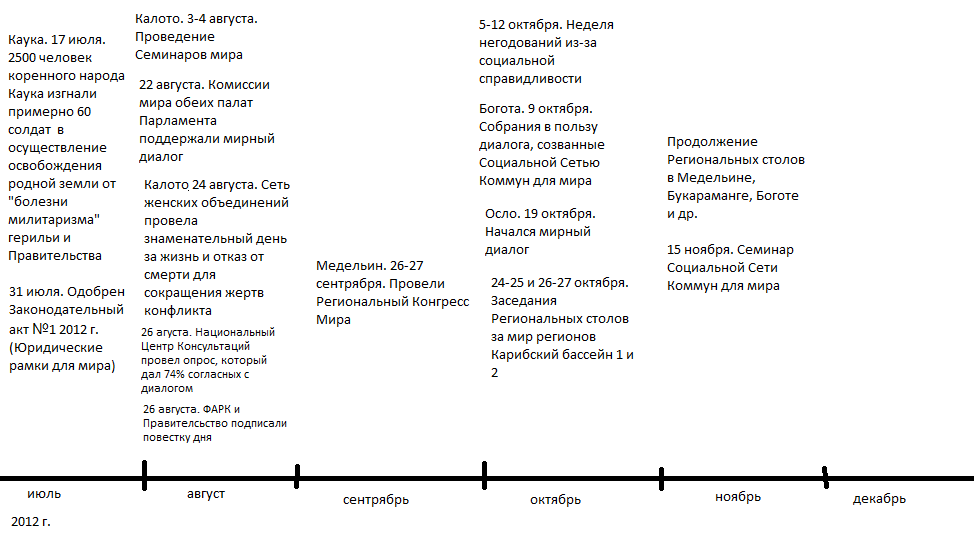 Каука. 17 июля.
2500 человек
коренного народа
Каука изгнали
примерно 60
солдат в
осуществление
освобождения
родной земли от
"болезни
милитаризма"
герильи и
Правительства
31 июля. Одобрен
Законодательный
акт №1 2012 г.
(Юридические
рамки для мира)
Калото. 3-4 августа.
Проведение
Семинаров мира
22 августа. Комиссии
мира обеих палат
Парламента
поддержали мирный
диалог
Калото 24 августа. Сеть
женских объединений
провела
знаменательный день
за жизнь и отказ от
смерти для
сокращения жертв
конфликта
26 агуста. Национальный
Центр Консультаций
провел опрос, который
дал 74% согласных с
диалогом
26 августа. ФАРК и
Правителсьство подписали
повестку дня
Медельин. 26-27
сентрября. Провели
Региональный Конгресс
Мира
5-12 октября. Неделя
негодований из-за
социальной
справидливости
Богота. 9 октября.
Собрания в пользу
диалога, созванные
Социальной Сетью
Коммун для мира
Осло. 19 октября.
Начался мирный
диалог
24-25 и 26-27 октября.
Заседания
Региональных столов
за мир регионов
Карибский бассейн 1 и
2
Продолжение
Региональных столов
в Медельине,
Букараманге, Боготе
и др.
15 ноября. Семинар
Социальной Сети
Коммун для мира
июль
август
сентрябрь
октябрь
ноябрь
декабрь
2012 г.